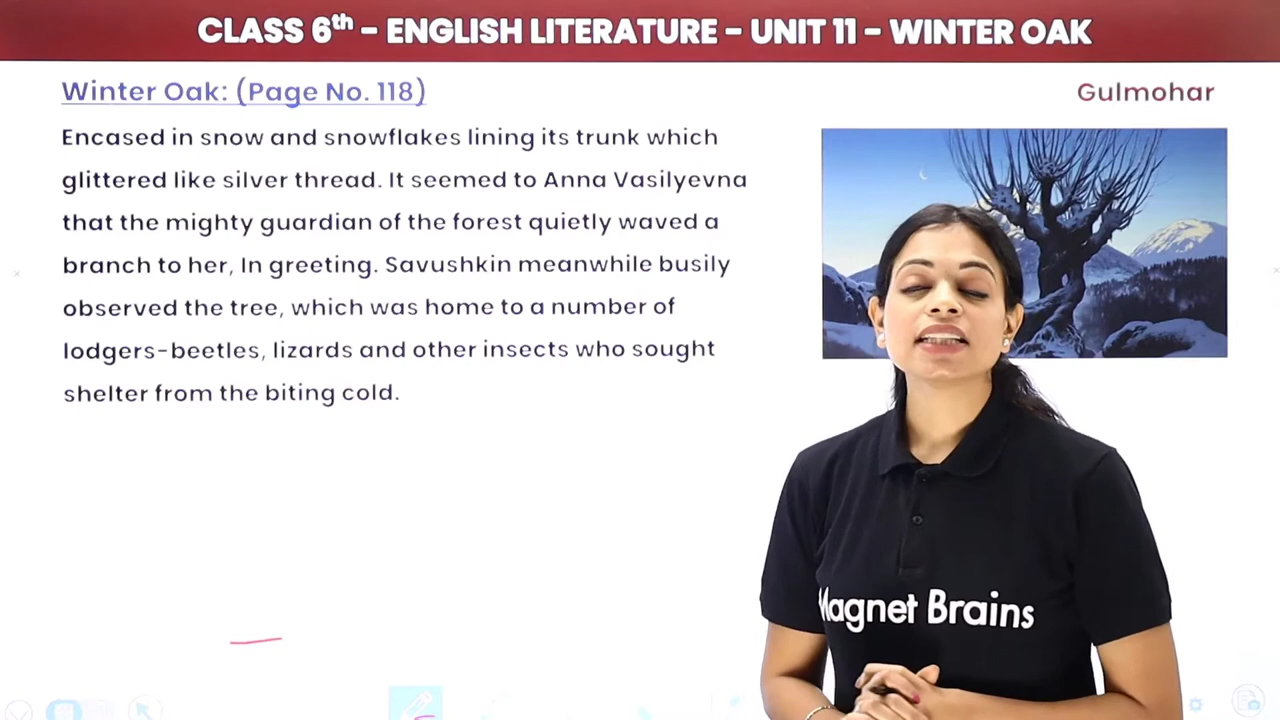 CLASS 6th - ENGLISH LITERATURE - UNIT 11 - WINTER OAK
Winter Oak: (Page No. 118)
Gulmohar
Encased in snow and snowflakes lining its trunk which
glittered like silver thread. It seemed to Anna Vasilyevna
that the mighty guardian of the forest quietly waved a
branch to her, In greeting. Savushkin meanwhile busily
observed the tree, which was home to a number of
lodgers-beetles, lizards and other insects who sought
shelter from the biting cold.
Magnet Brains